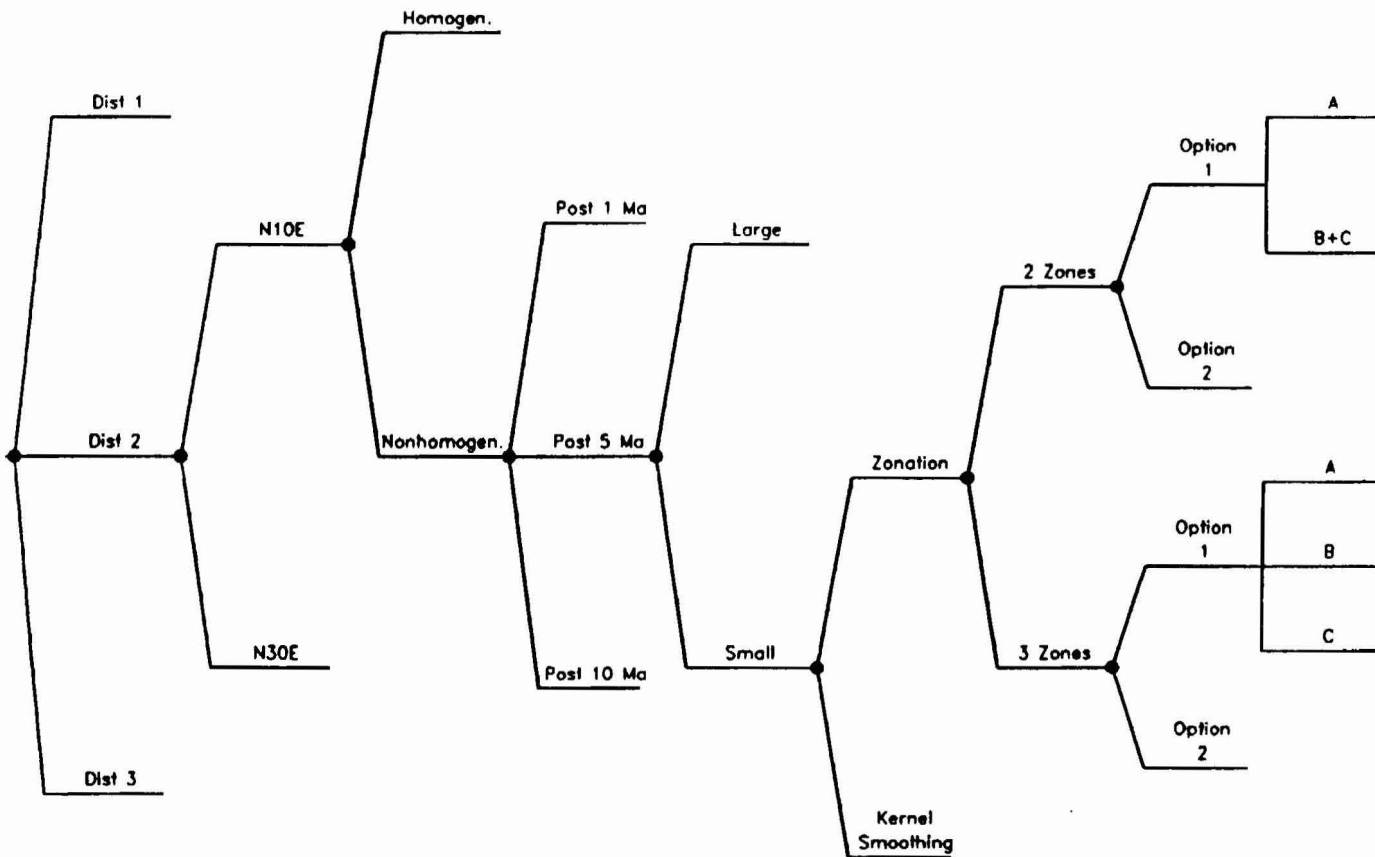 Homogen.
Dist 1
A
Option
1
Post 1 Ma
N10E
Large
B+C
2 Zones
Option
2
Dist 2
Nonhomogen.
Post 5 Ma
Zonation
A
Option
1
B
N30E
Small
3 Zones
C
Post 10 Ma
Option
2
Dist 3
Kernel
Smoothing